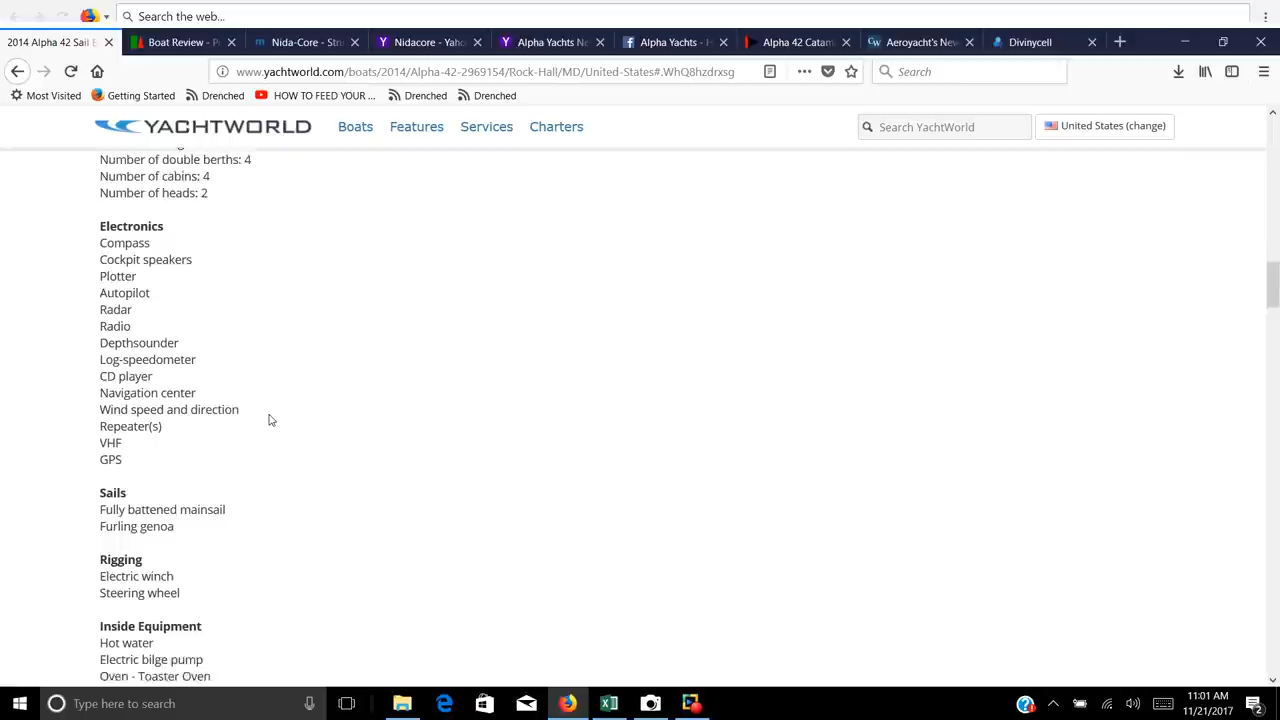 Search the web...
2014 Alpha 42 Sail B
Boat Review - P
Nida-Core - Str
Nidacore - Yaho
Alpha Yachts Ne
Alpha Yachts - H
Alpha 42 Catam
Aeroyacht's New
Divinycell
www.yachtworld.com/boats/2014/Alpha-42-2969154/Rock-Hall/MD/United-States#.WhQ8hzdrxsg
Search
Most Visited
Getting Started
Drenched
HOW TO FEED YOUR ...
Drenched
Drenched
YACHTWORLD
Boats
Features
Services
Charters
Search YachtWorld
United States (change)
Number of double berths: 4
Number of cabins: 4
Number of heads: 2
Electronics
Compass
Cockpit speakers
Plotter
Autopilot
Radar
Radio
Depthsounder
Log-speedometer
CD player
Navigation center
Wind speed and direction
Repeater(s)
VHF
GPS
Sails
Fully battened mainsail
Furling genoa
Rigging
Electric winch
Steering wheel
Inside Equipment
Hot water
Electric bilge pump
Oven - Toaster Oven
Type here to search
11:01 AM
11/21/2017
2